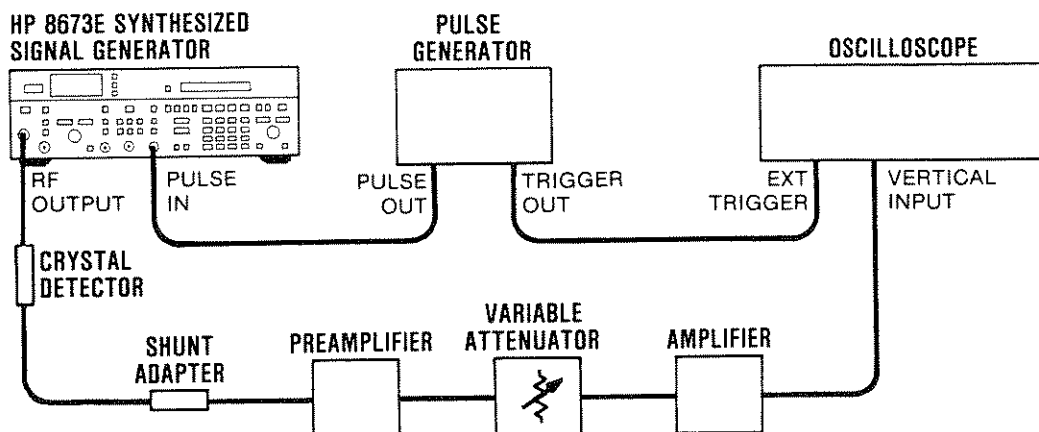 HP 8673E SYNTHESIZED
SIGNAL GENERATOR
PULSE
GENERATOR
OSCILLOSCOPE
RF
OUTPUT
PULSE
IN
PULSE
OUT
TRIGGER
OUT
EXT
TRIGGER
VERTICAL
INPUT
CRYSTAL
DETECTOR
SHUNT
ADAPTER
PREAMPLIFIER
VARIABLE
ATTENUATOR
AMPLIFIER